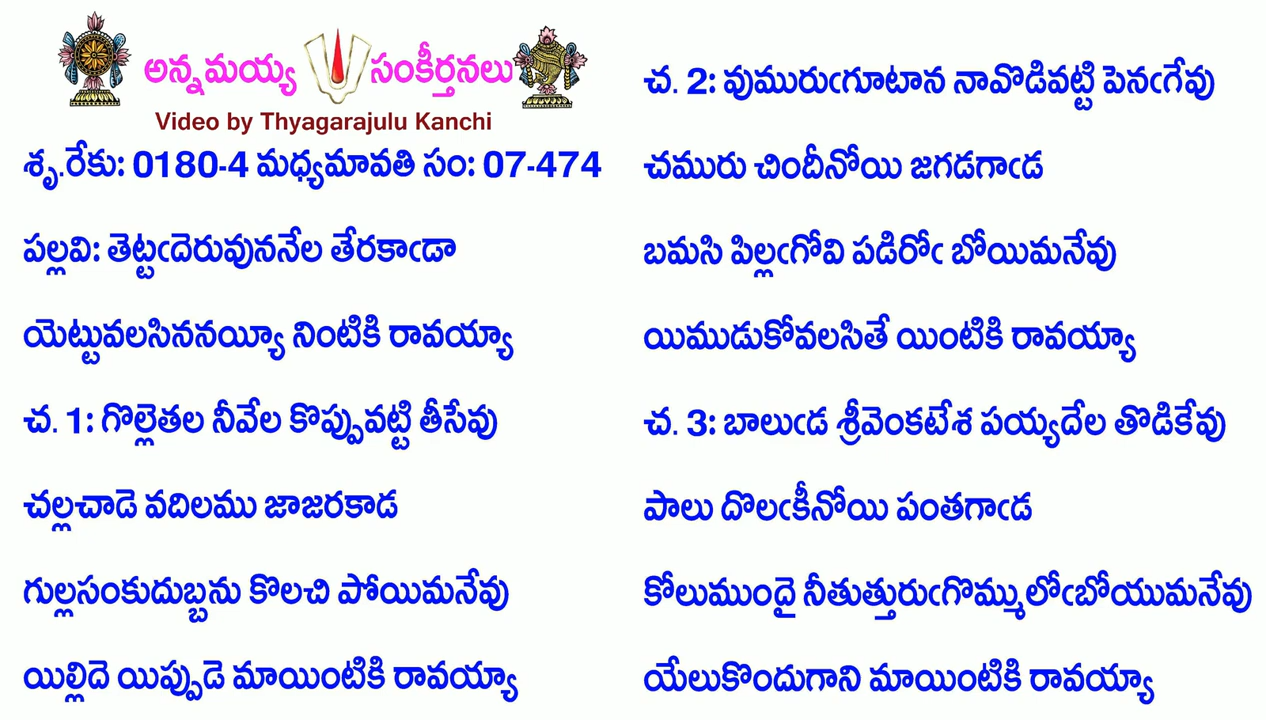 అన్నమయ్య సంకీర్తనలు
Video by Thyagarajulu Kanchi
శృ.రేకు: 0180-4 మధ్యమావతి సం: 07-474
పల్లవి: తెట్టఁదెరువుననేల తేరకాఁడా
యెట్టువలసిననయ్యీ నింటికి రావయ్యా
చ. 1: గొల్లెతల నీవేల కొప్పువట్టి తీసేవు
చల్లచాడె వదిలము జాజరకాడ
గుల్లసంకుదుబ్బను కొలచి పోయిమనేవు
యిల్లిదె యిప్పుడె మాయింటికి రావయ్యా
చ. 2: వుమురుఁగూటాన నావొడివట్టి పెనఁగేవు
చమురు చిందీనోయి జగడగాఁడ
బమసి పిల్లఁగోవి పడిరోఁ బోయిమనేవు
యిముడుకోవలసితే యింటికి రావయ్యా
చ. 3: బాలుఁడ శ్రీవెంకటేశ పయ్యదేల తొడికేవు
పాలు దొలఁకీనోయి పంతగాఁడ
కోలుముందై నీతుత్తురుఁగొమ్ములోఁబోయుమనేవు
యేలుకొందుగాని మాయింటికి రావయ్యా